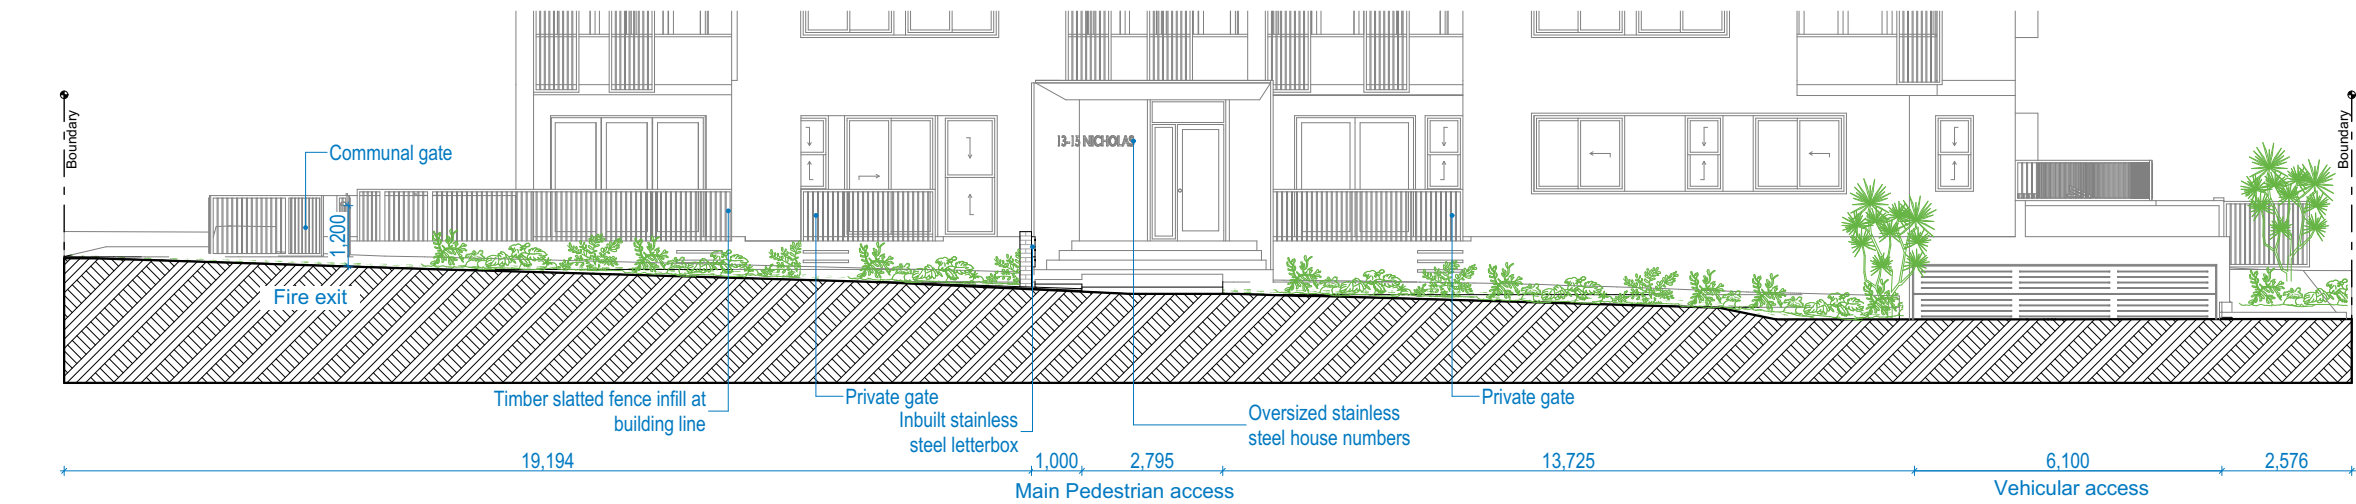 Boundary
Boundary
Communal gate
13-15 NICHOLAS
1,200
Fire exit
Timber slatted fence infill at
building line
Private gate
Inbuilt stainless
steel letterbox
Oversized stainless
steel house numbers
Private gate
19,194
1,000
2,795
13,725
6,100
2,576
Main Pedestrian access
Vehicular access